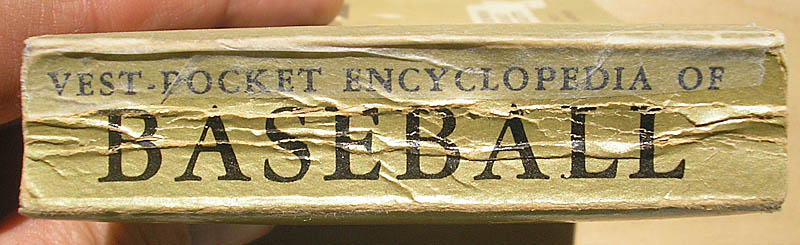 VEST-POCKET ENCYCLOPEDIA OF
BASEBALL